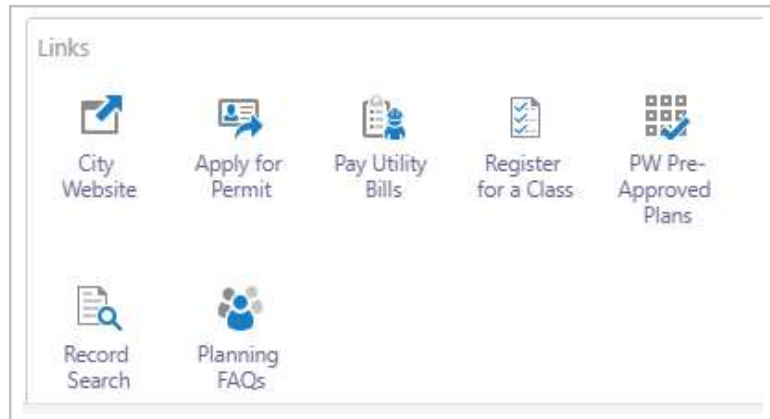 Links
City
Website
Apply for
Permit
Pay Utility
Bills
Register
for a Class
PW Pre-
Approved
Plans
Record
Search
Planning
FAQs